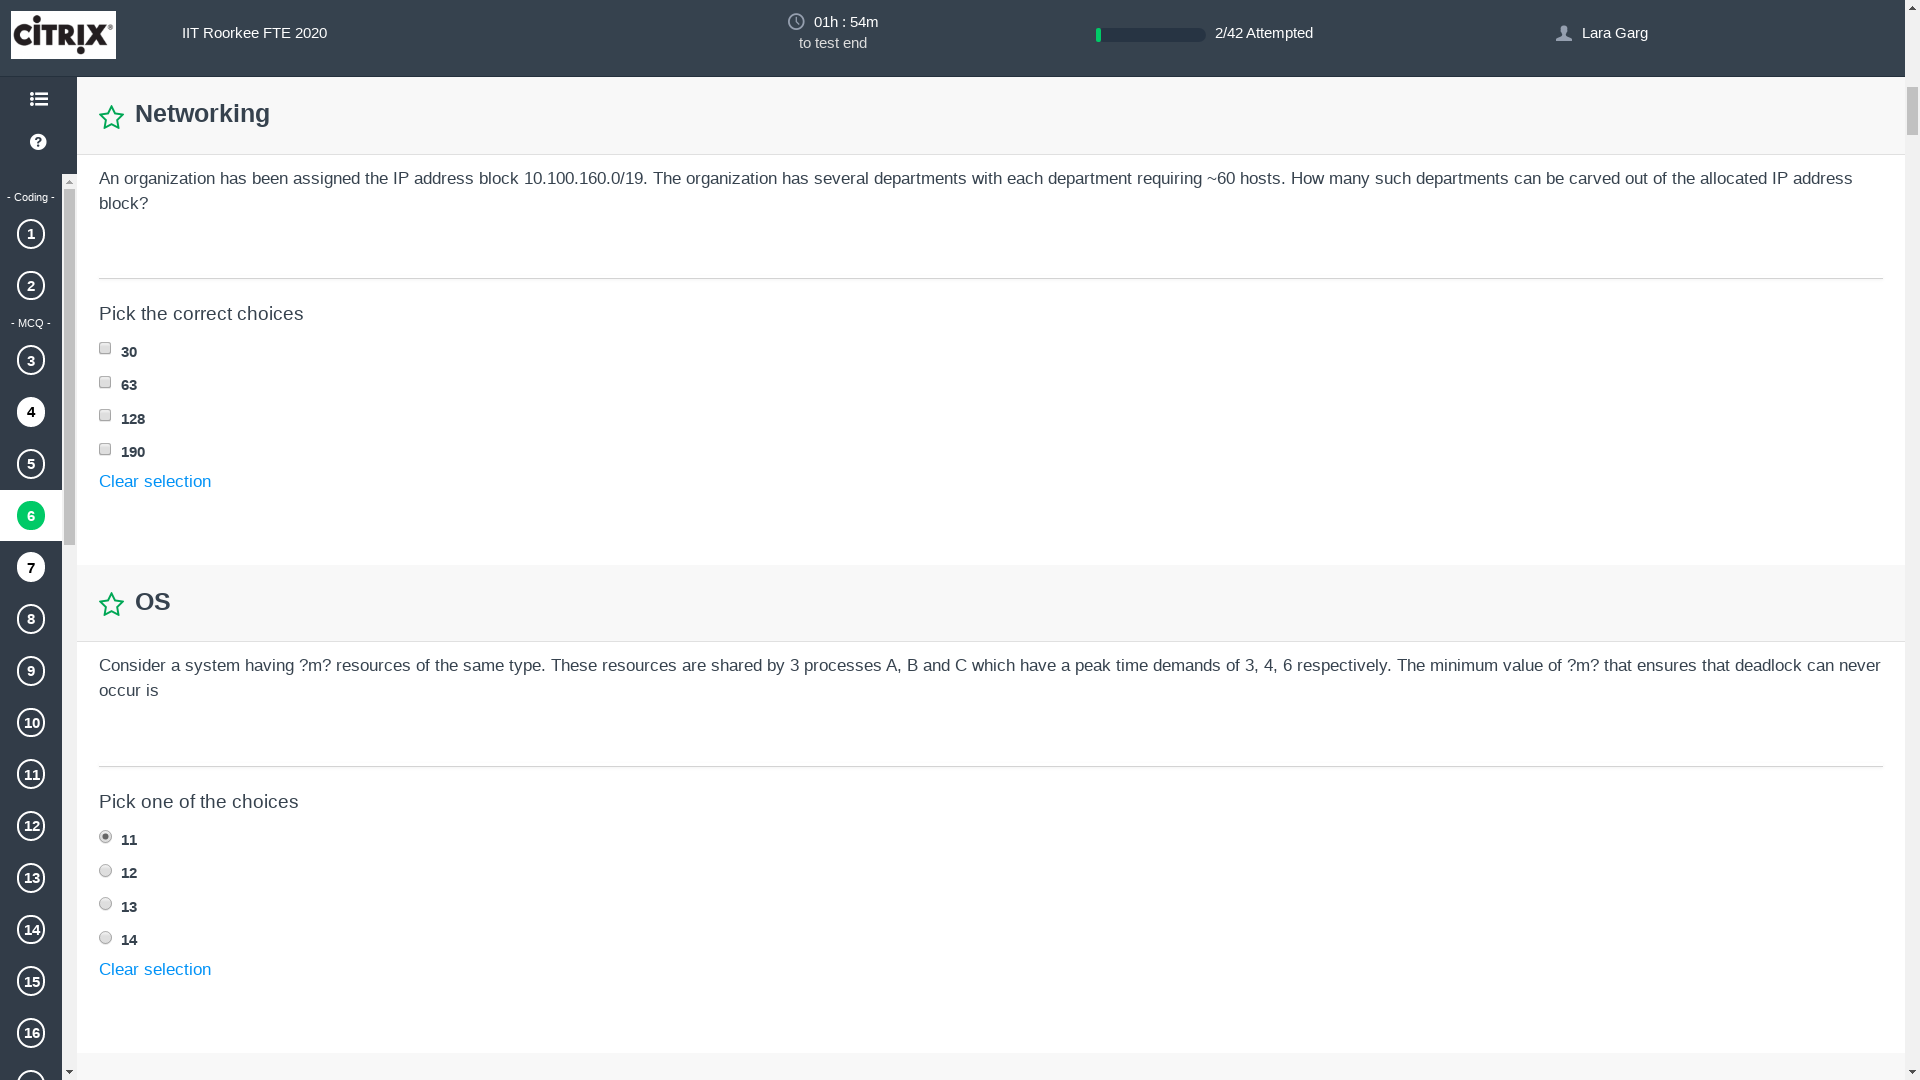 CITRIX®
IIT Roorkee FTE 2020
01h : 54m
to test end
2/42 Attempted
Lara Garg
?
- Coding -
1
2
- MCQ -
3
4
5
6
7
8
9
10
11
12
13
14
15
16
Networking
An organization has been assigned the IP address block 10.100.160.0/19. The organization has several departments with each department requiring ~60 hosts. How many such departments can be carved out of the allocated IP address
block?
Pick the correct choices
30
63
128
190
Clear selection
OS
Consider a system having ?m? resources of the same type. These resources are shared by 3 processes A, B and C which have a peak time demands of 3, 4, 6 respectively. The minimum value of ?m? that ensures that deadlock can never
occur is
Pick one of the choices
11
12
13
14
Clear selection